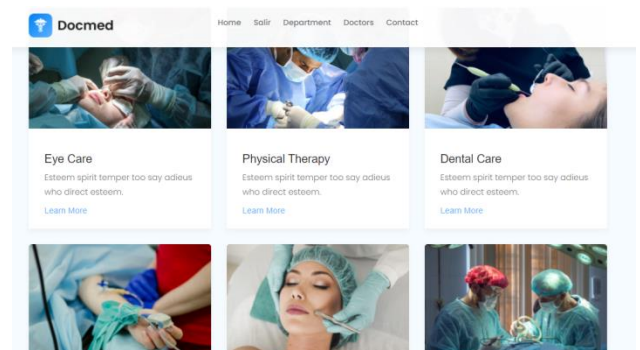 Docmed
Home Salir Department Doctors Contact
Eye Care
Esteem spirit temper too say adieus
who direct esteem.
Learn More
Physical Therapy
Esteem spirit temper too say adieus
who direct esteem.
Learn More
Dental Care
Esteem spirit temper too say adieus
who direct esteem.
Learn More